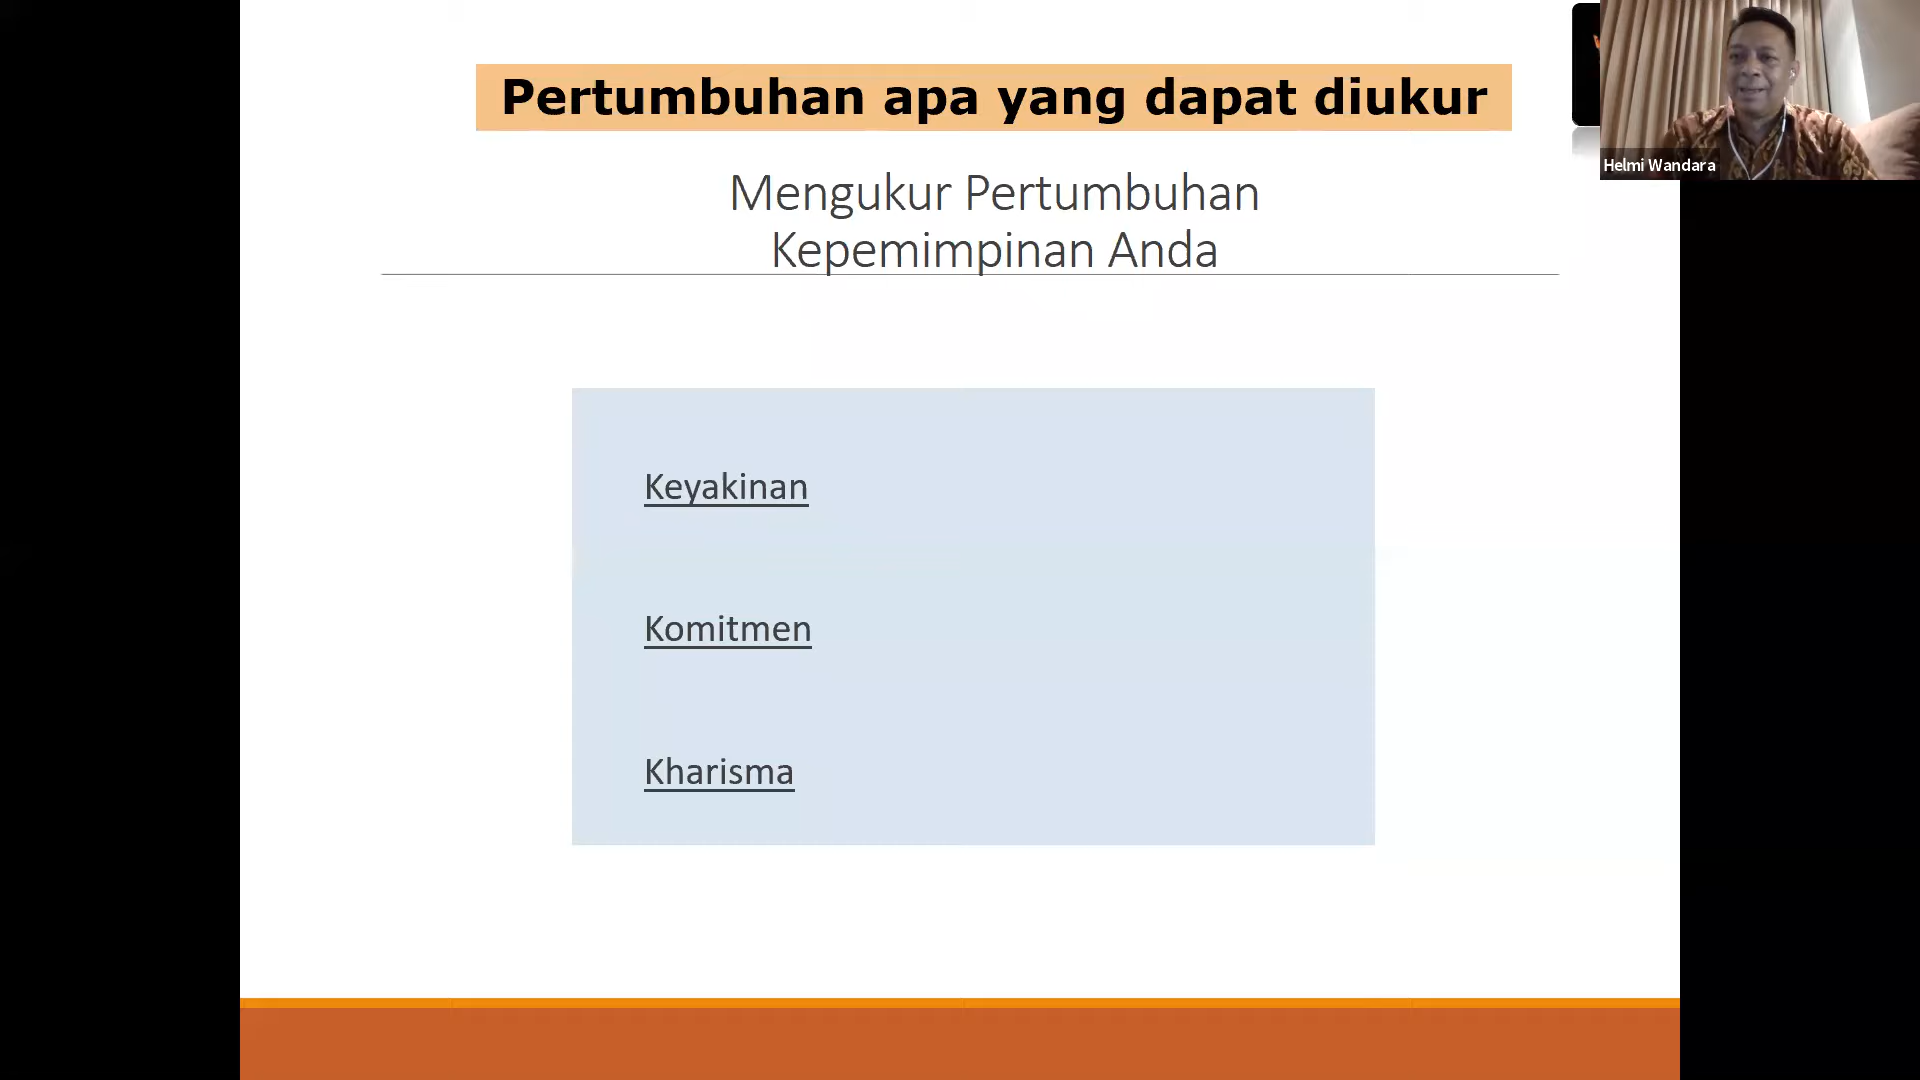 Pertumbuhan apa yang dapat diukur
Mengukur Pertumbuhan
Kepemimpinan Anda
Keyakinan
Komitmen
Kharisma
Helmi Wandara